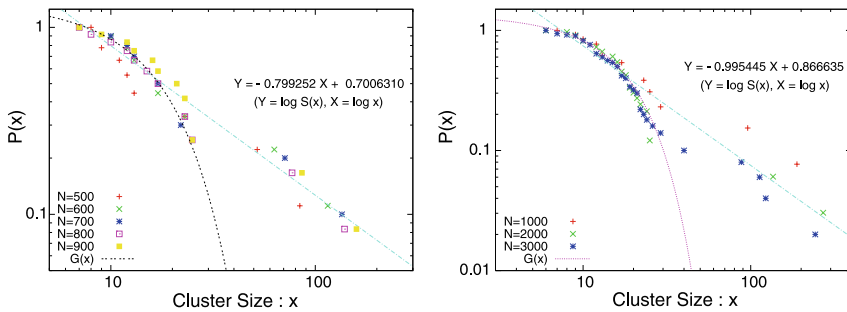 1
0.1
P(x)
10
100
Cluster Size : x
Y = - 0.799252 X + 0.7006310
(Y = log S(x), X = log x)
N=500
N=600
N=700
N=800
N=900
G(x)
1
0.1
0.01
P(x)
10
100
Cluster Size : x
Y = -0.995445 X + 0.866635
(Y = log S(x), X = log x)
N=1000
N=2000
N=3000
G(x)